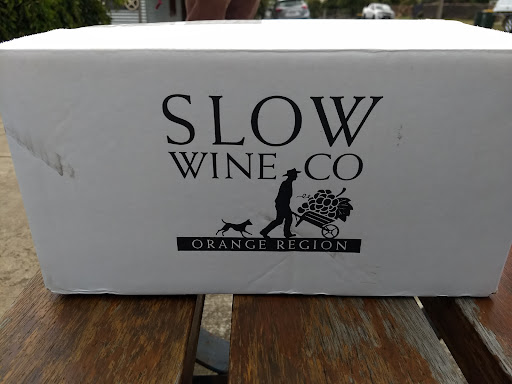 SLOW
WINE CO
ORANGE REGION